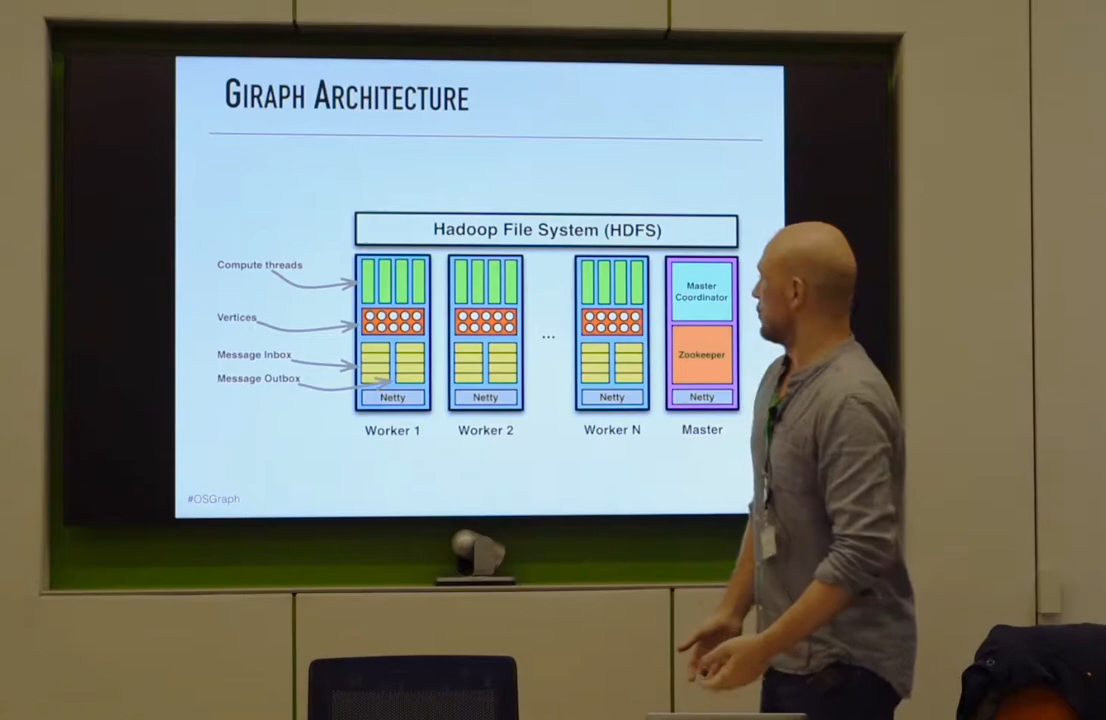 GIRAPH ARCHITECTURE
Hadoop File System (HDFS)
Compute threads
Vertices
Message Inbox
Message Outbox
Master
Coordinator
Zookeeper
...
Netty
Netty
Netty
Netty
Worker 1
Worker 2
Worker N
Master
#OSGraph